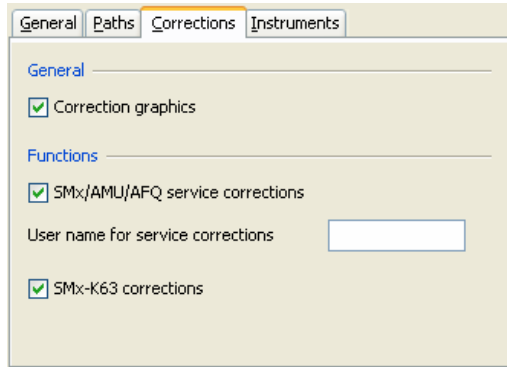 General Paths Corrections Instruments
General
Correction graphics
Functions
SMx/AMU/AFQ service corrections
User name for service corrections
SMx-K63 corrections